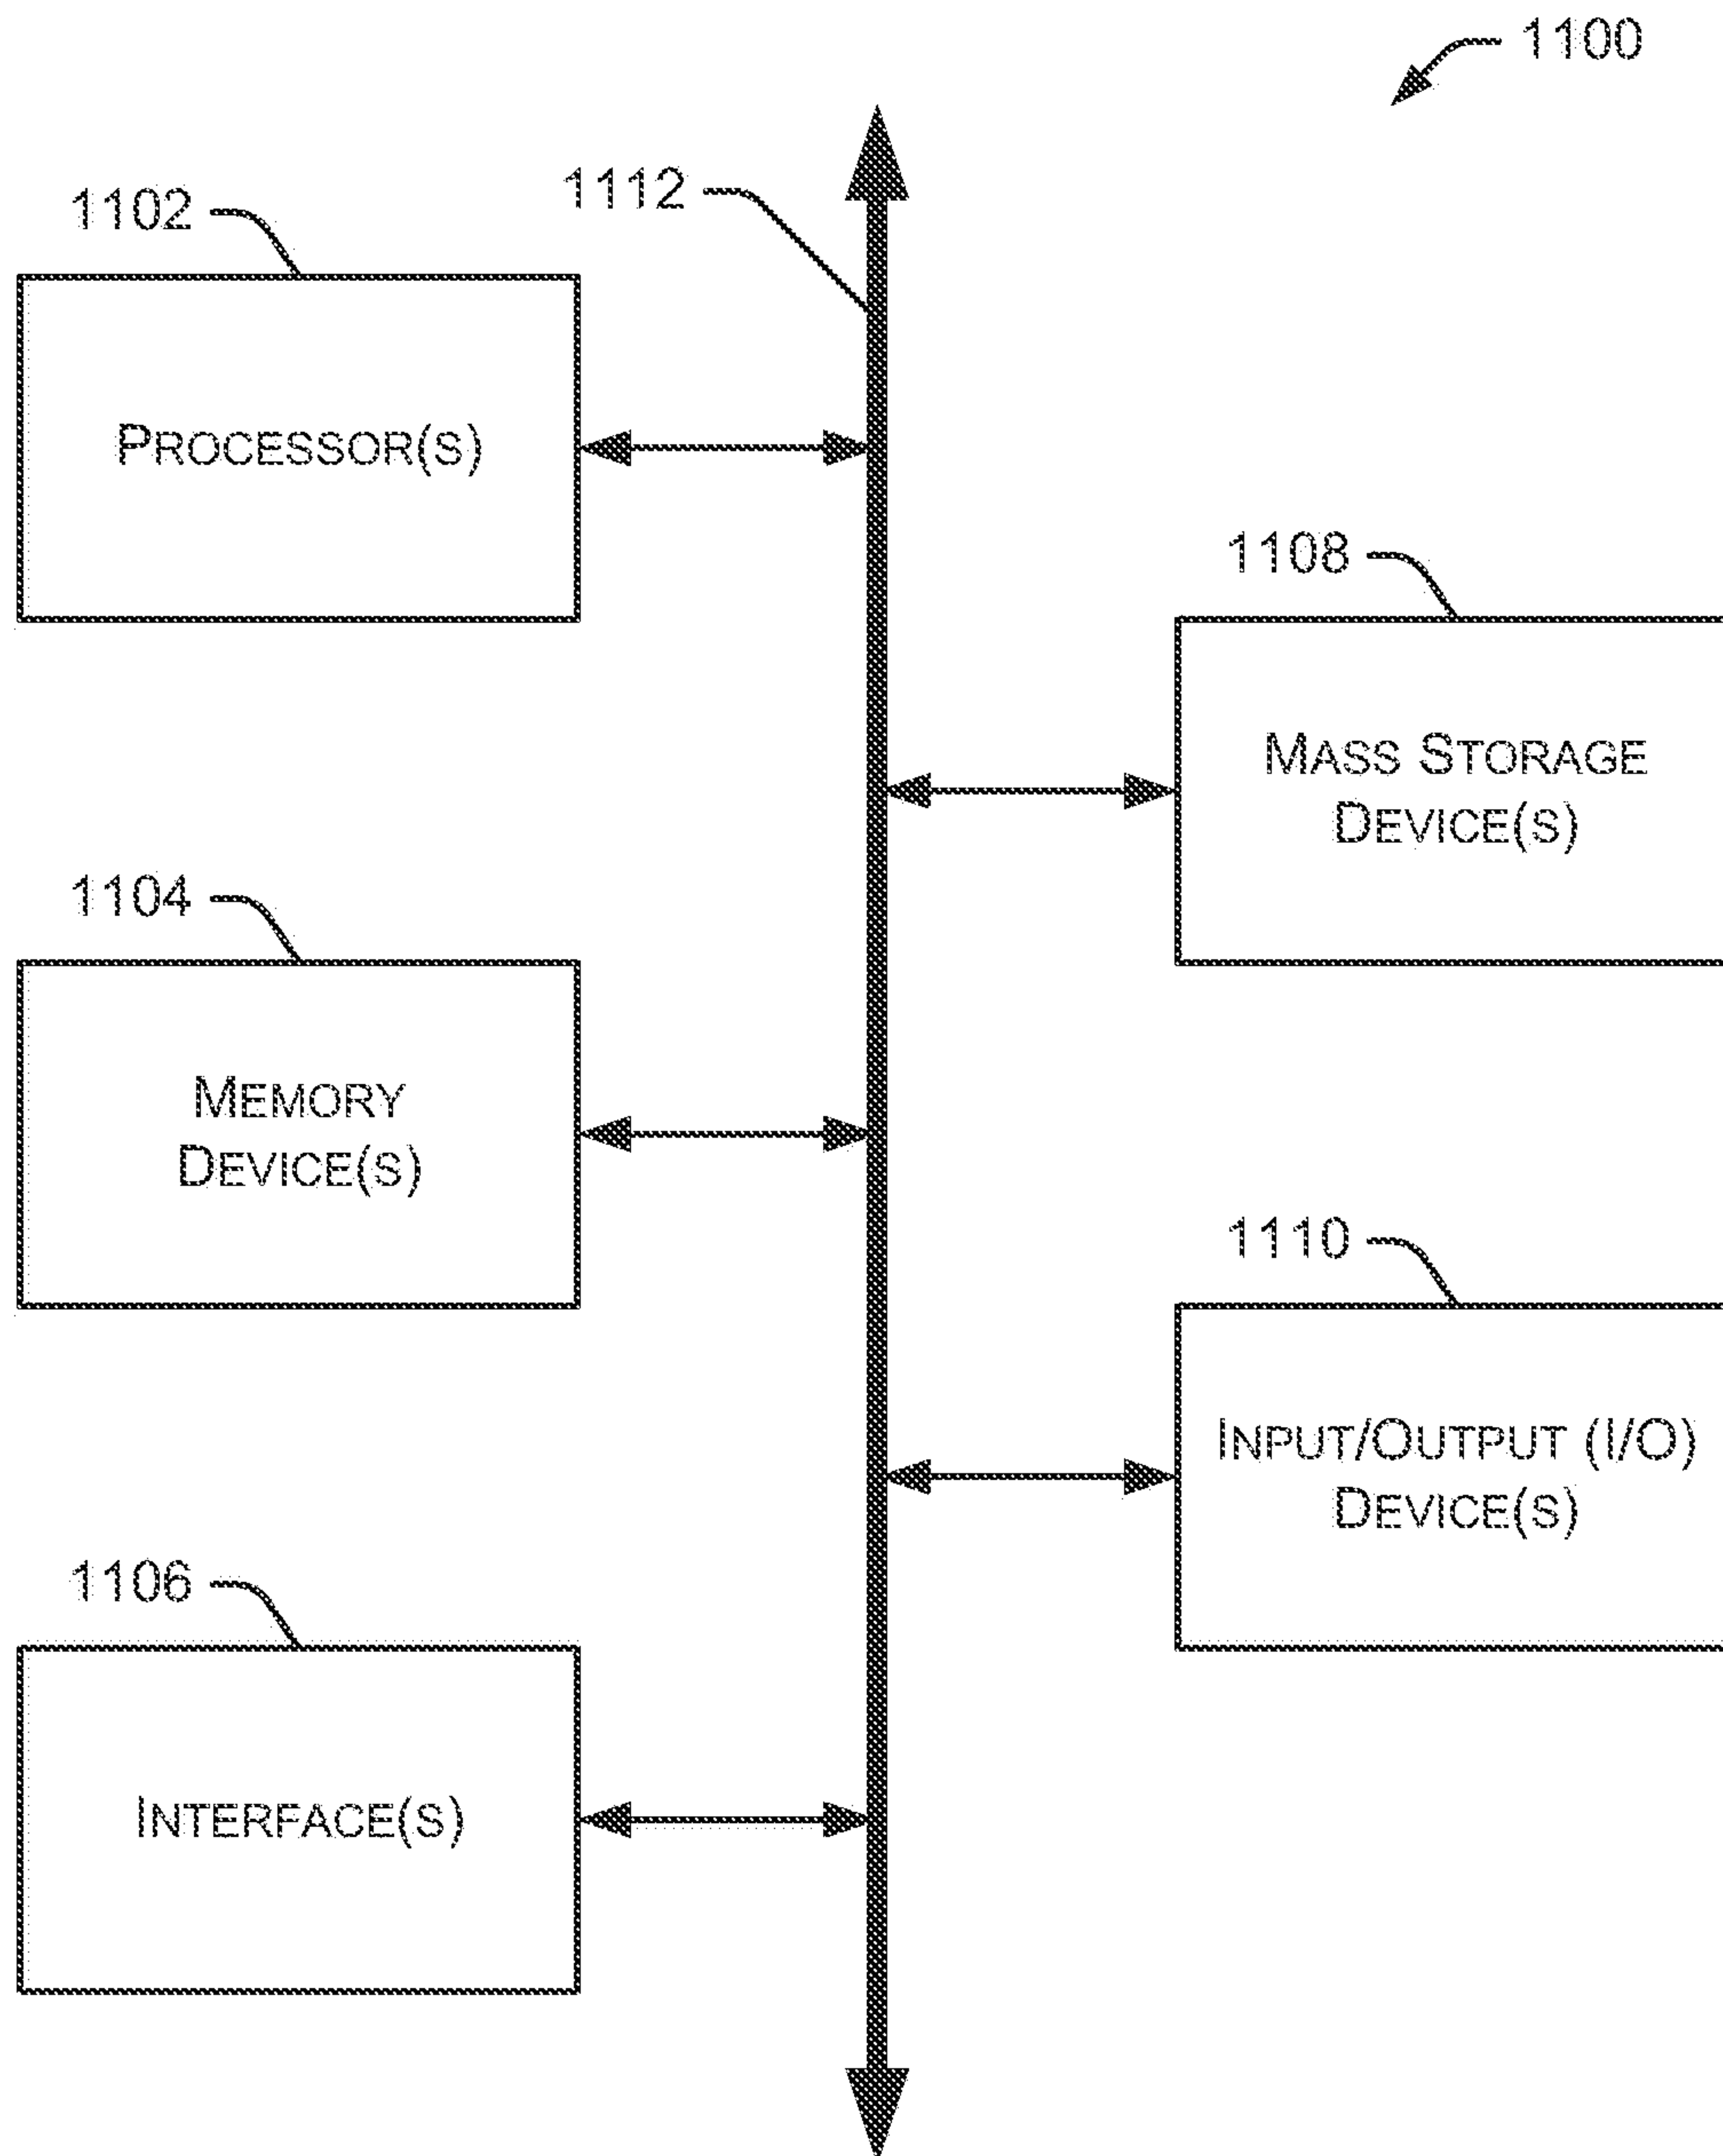 1100
1102
1112
PROCESSOR(S)
1108
MASS STORAGE
DEVICE(S)
1104
MEMORY
DEVICE(S)
1110
INPUT/OUTPUT (I/O)
DEVICE(S)
1106
INTERFACE(S)